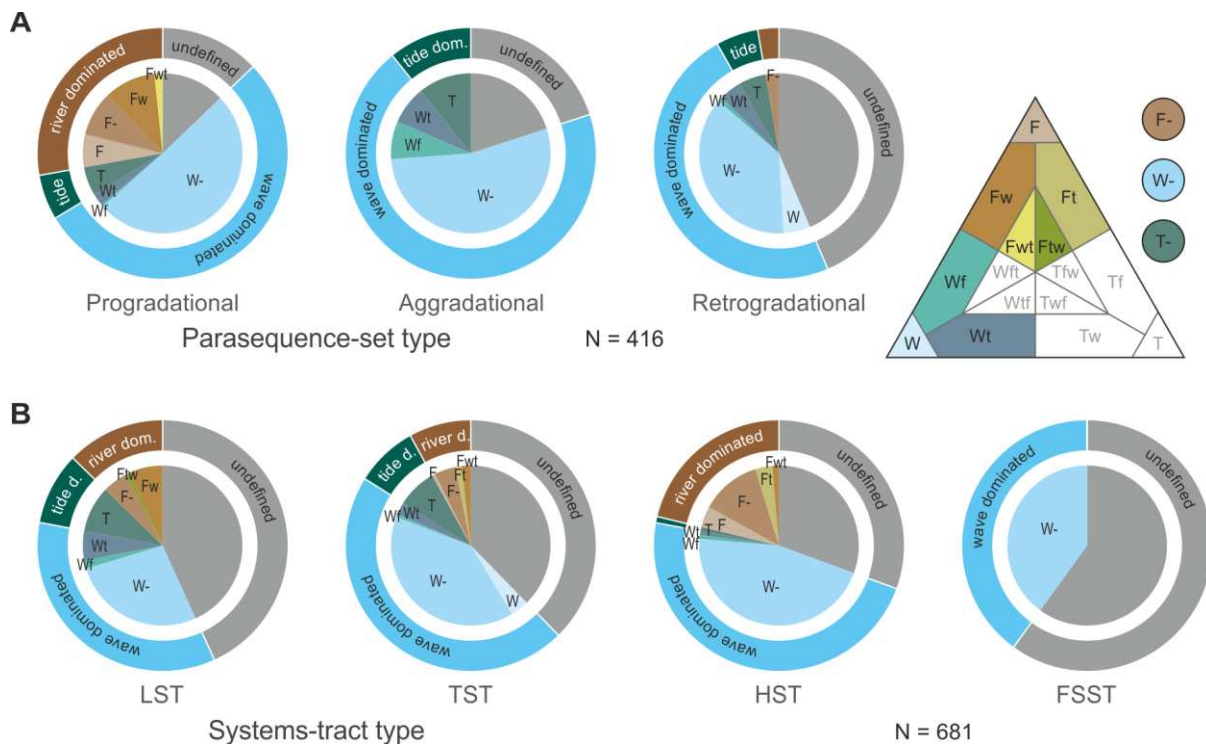 A
river dominated
undefined
Fwt
Fw
F-
F
T
Wt
Wf
W-
tide
wave dominated
Progradational
tide dom.
undefined
T
Wt
Wf
W-
wave dominated
Aggradational
tide
F-
T
Wt
Wf
W-
W
undefined
wave dominated
Retrogradational
Parasequence-set type
N = 416
F
Fw
Ft
Fwt
Ftw
Wf
Wft
Tfw
Tf
Wtf
Twf
W
Wt
Tw
T
F-
W-
T-
B
river dom.
undefined
Ftw
Fw
F-
T
tide d.
Wt
Wf
W-
wave dominated
LST
river d.
tide d.
undefined
Fwt
F
Ft
F-
T
Wt
Wf
W-
W
wave dominated
TST
river dominated
undefined
Fwt
Ft
F-
F
T
Wt
Wf
W-
wave dominated
HST
wave dominated
undefined
W-
FSST
Systems-tract type
N = 681